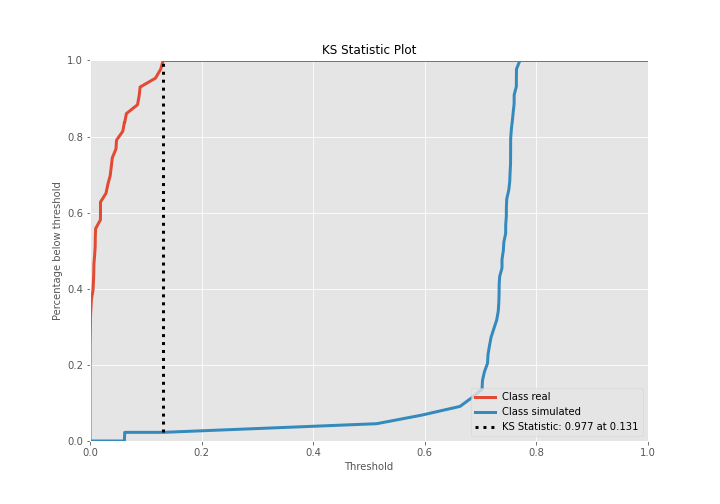 KS Statistic Plot
1.0
0.8
0.6
0.4
0.2
0.0
Percentage below threshold
0.0 0.2 0.4 0.6 0.8 1.0
Threshold
Class real
Class simulated
KS Statistic: 0.977 at 0.131